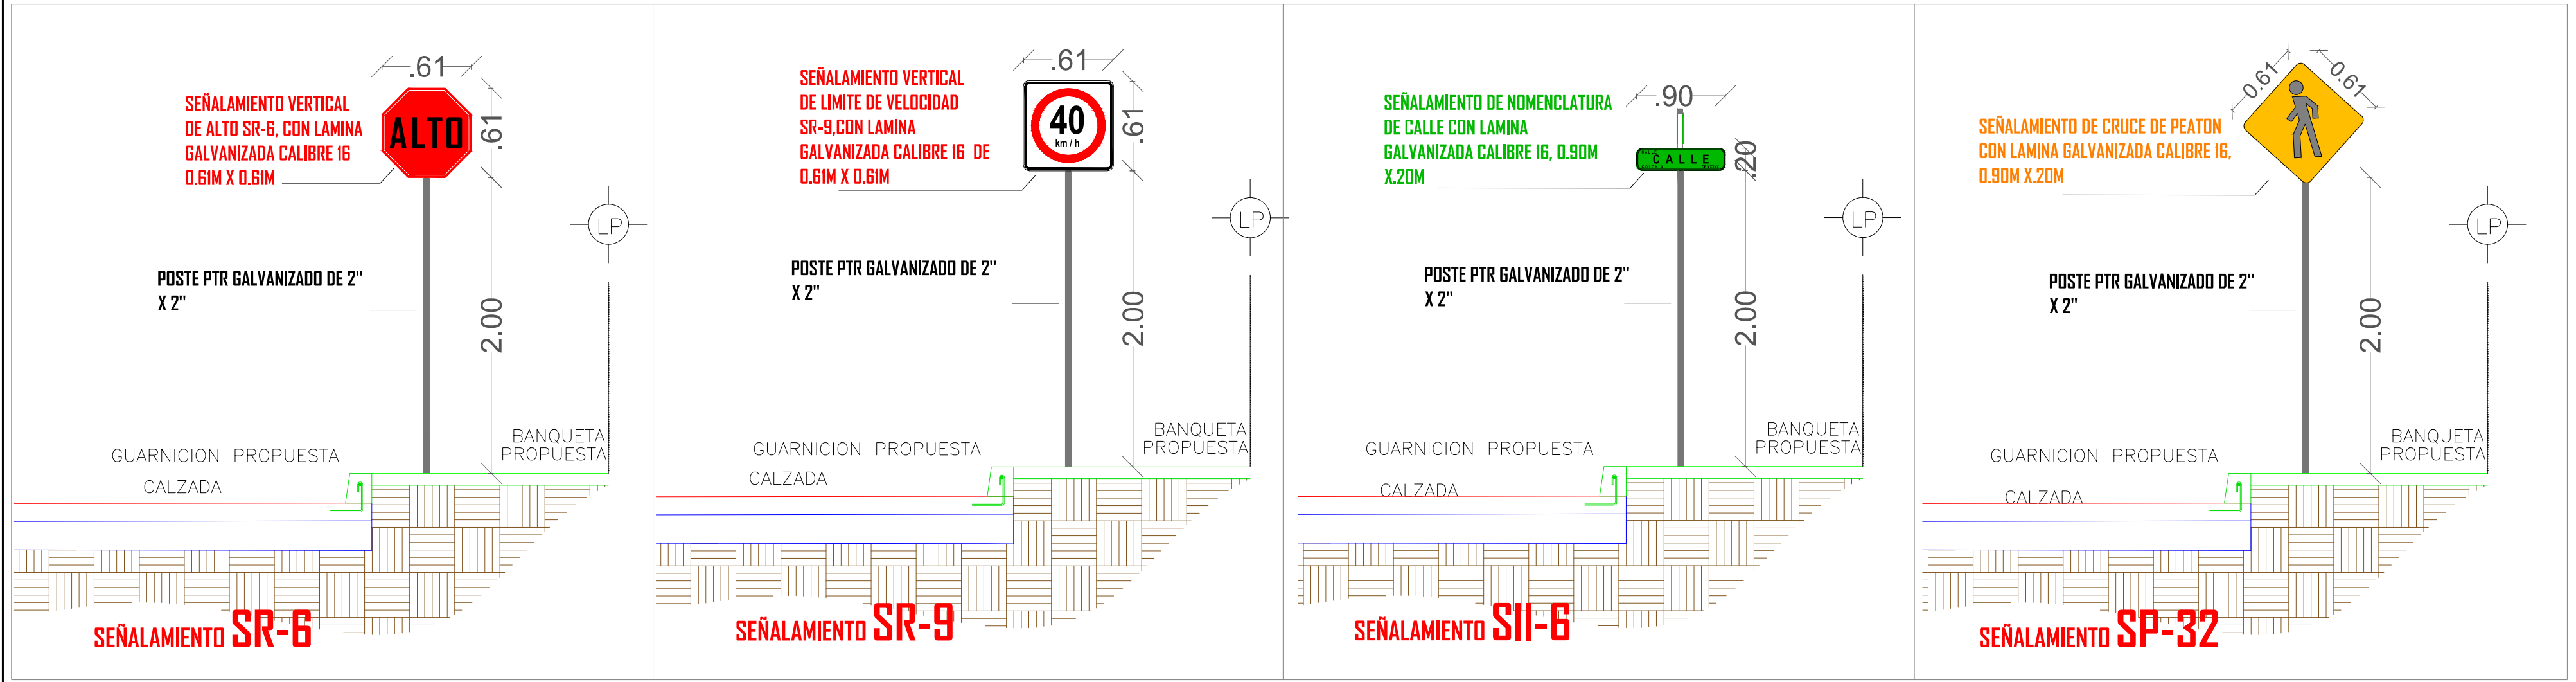 .61
SEÑALAMIENTO VERTICAL
DE ALTO SR-6, CON LAMINA
GALVANIZADA CALIBRE 16
0.61M X 0.61M
ALTO
.61
LP
POSTE PTR GALVANIZADO DE 2"
X 2"
2.00
BANQUETA
PROPUESTA
GUARNICION PROPUESTA
CALZADA
SEÑALAMIENTO SR-6
.61
SEÑALAMIENTO VERTICAL
DE LIMITE DE VELOCIDAD
SR-9,CON LAMINA
GALVANIZADA CALIBRE 16 DE
0.61M X 0.61M
40
km / h
.61
LP
POSTE PTR GALVANIZADO DE 2"
X 2"
2.00
BANQUETA
PROPUESTA
GUARNICION PROPUESTA
CALZADA
SEÑALAMIENTO SR-9
.90
SEÑALAMIENTO DE NOMENCLATURA
DE CALLE CON LAMINA
GALVANIZADA CALIBRE 16, 0.90M
X.20M
CALLE
.20
LP
POSTE PTR GALVANIZADO DE 2"
X 2"
2.00
BANQUETA
PROPUESTA
GUARNICION PROPUESTA
CALZADA
SEÑALAMIENTO SII-6
0.61
0.61
SEÑALAMIENTO DE CRUCE DE PEATON
CON LAMINA GALVANIZADA CALIBRE 16,
0.90M X.20M
LP
POSTE PTR GALVANIZADO DE 2"
X 2"
2.00
BANQUETA
PROPUESTA
GUARNICION PROPUESTA
CALZADA
SEÑALAMIENTO SP-32